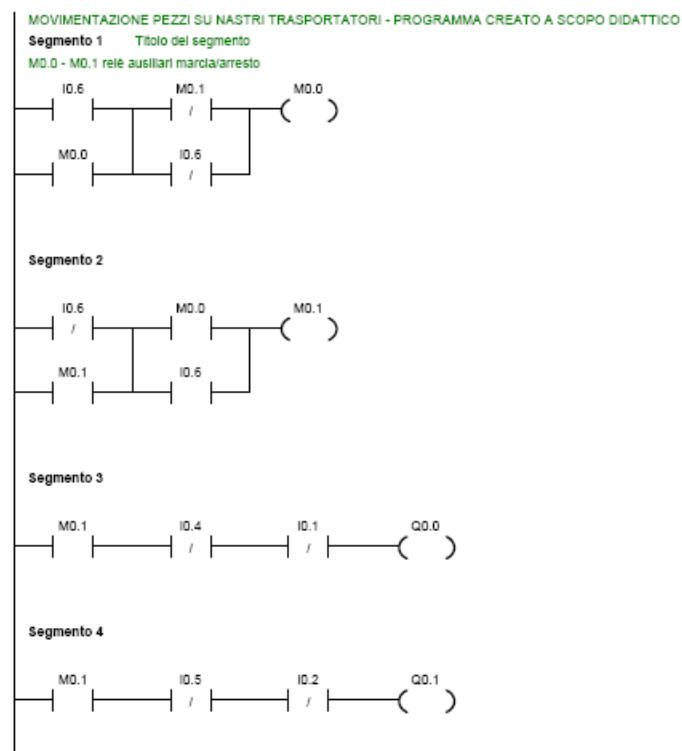 MOVIMENTAZIONE PEZZI SU NASTRI TRASPORTATORI - PROGRAMMA CREATO A SCOPO DIDATTICO
Segmento 1 Titolo del segmento
M0.0 - M0.1 relè ausiliari marcia/arresto
I0.6 M0.1 M0.0
/
M0.0 I0.6
/
Segmento 2
I0.6 M0.0 M0.1
/
M0.1 I0.6
Segmento 3
M0.1 I0.4 I0.1 Q0.0
/ /
Segmento 4
M0.1 I0.5 I0.2 Q0.1
/ /